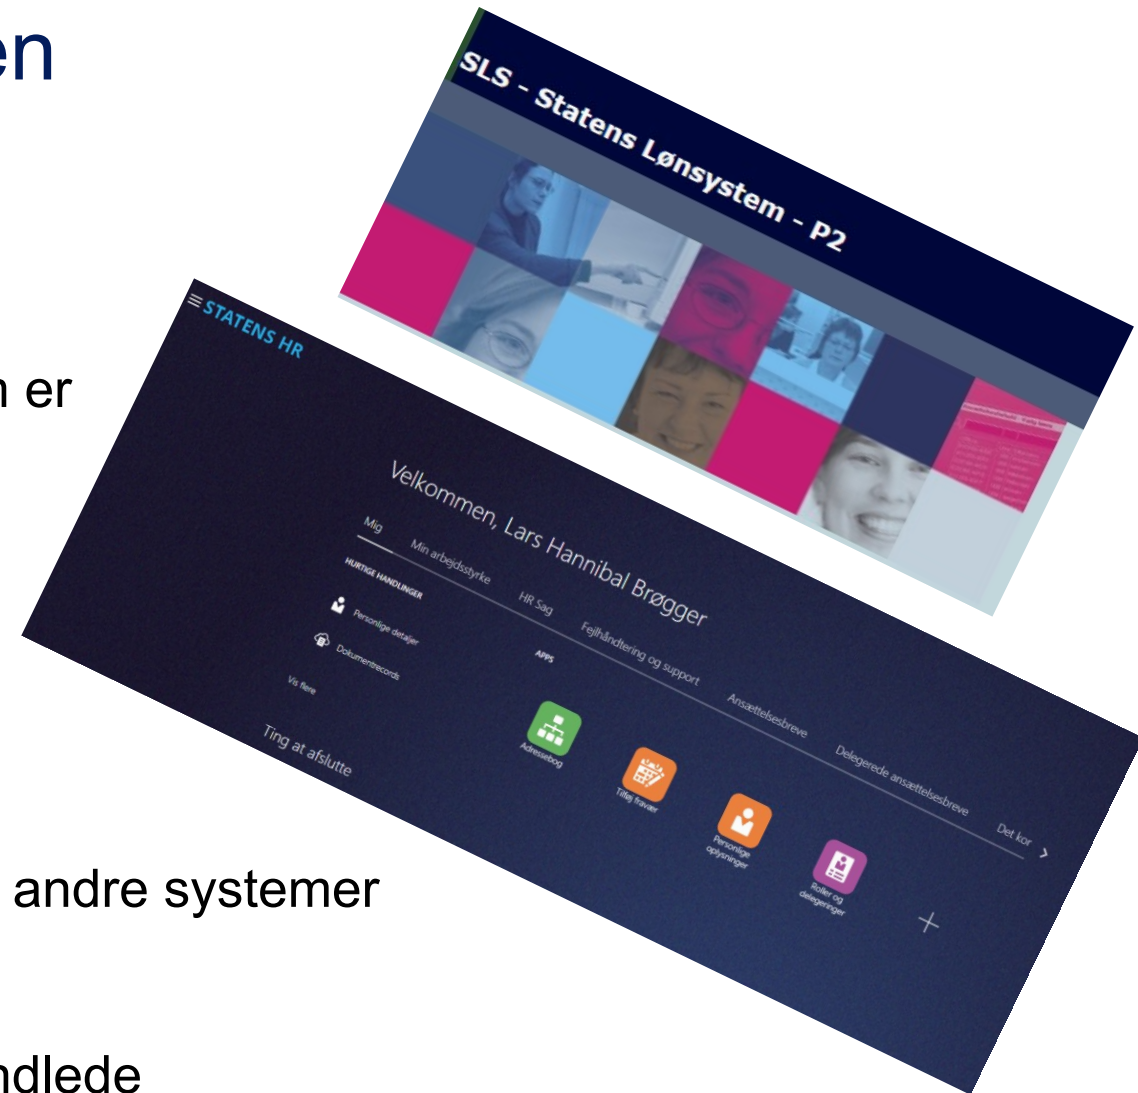 en
SLS - Statens Lønsystem - P2
STATENS HR
er
Velkommen, Lars Hannibal Brøgger
Mig
Min arbejdsstyrke
HR Sag
Fejlhåndtering og support
Ansættelsesbreve
Delegerede ansættelsesbreve
Det kor
HURTIGE HANDLINGER
APPS
Personlige detaljer
Dokumentrecords
Vis flere
Adressebog
Tilføj fravær
Personlige
oplysninger
Roller og
delegeringer
Ting at afslutte
andre systemer
ndlede